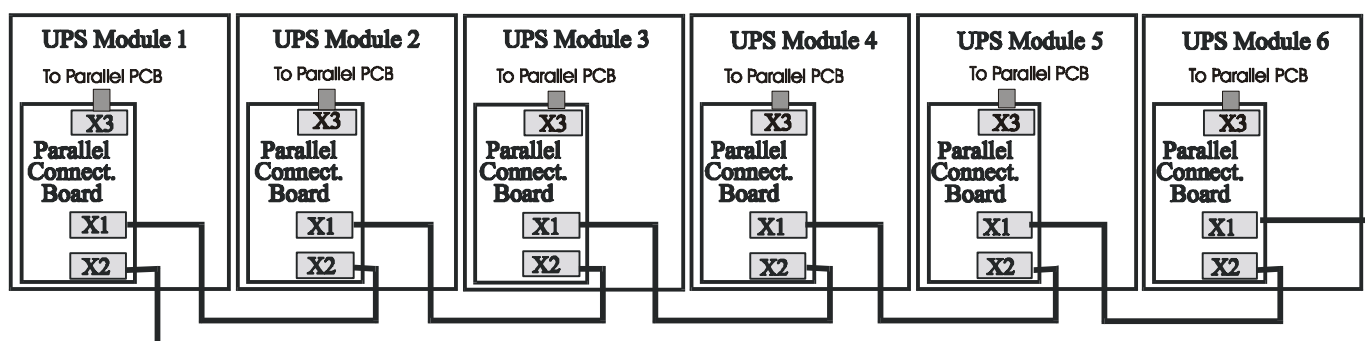 UPS Module 1
To Parallel PCB
X3
Parallel
Connect.
Board
X1
X2
UPS Module 2
To Parallel PCB
X3
Parallel
Connect.
Board
X1
X2
UPS Module 3
To Parallel PCB
X3
Parallel
Connect.
Board
X1
X2
UPS Module 4
To Parallel PCB
X3
Parallel
Connect.
Board
X1
X2
UPS Module 5
To Parallel PCB
X3
Parallel
Connect.
Board
X1
X2
UPS Module 6
To Parallel PCB
X3
Parallel
Connect.
Board
X1
X2